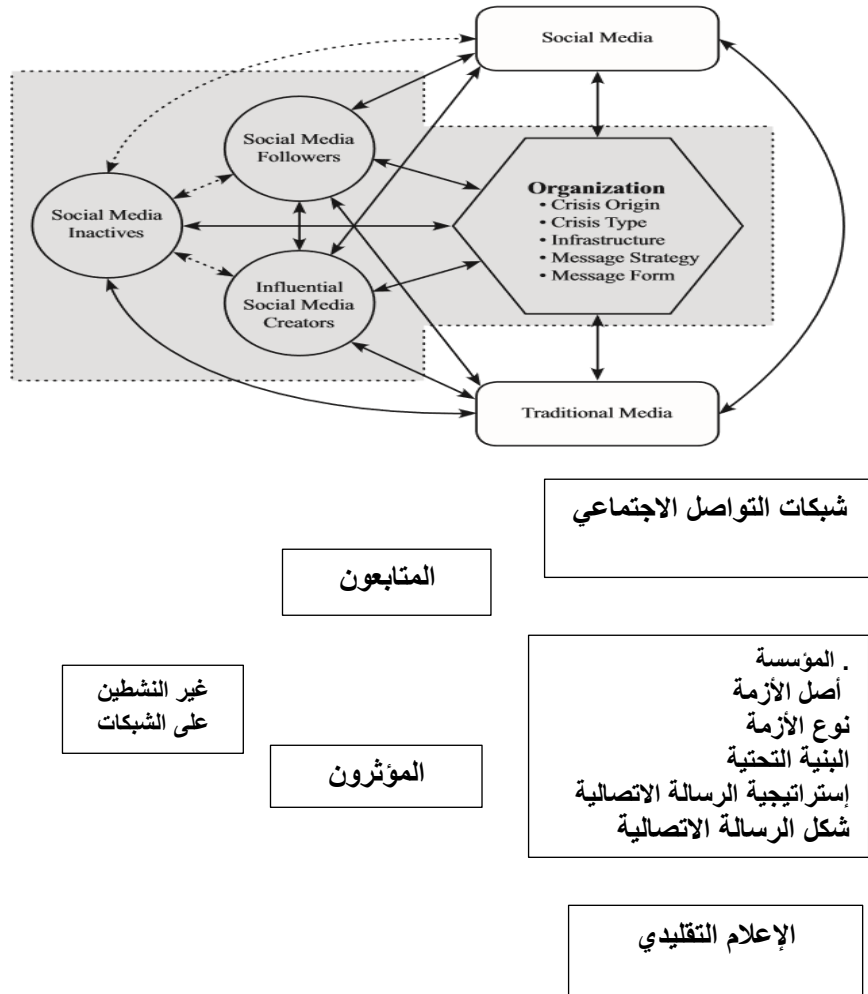 Social Media
Social Media
Followers
Organization
• Crisis Origin
• Crisis Type
• Infrastructure
• Message Strategy
• Message Form
Social Media
Inactives
Influential
Social Media
Creators
Traditional Media
شبكات التواصل الاجتماعي
المتابعون
. المؤسسة
أصل الأزمة
نوع الأزمة
البنية التحتية
إستراتيجية الرسالة الاتصالية
شكل الرسالة الاتصالية
غير النشطين
على الشبكات
المؤثرون
الإعلام التقليدي